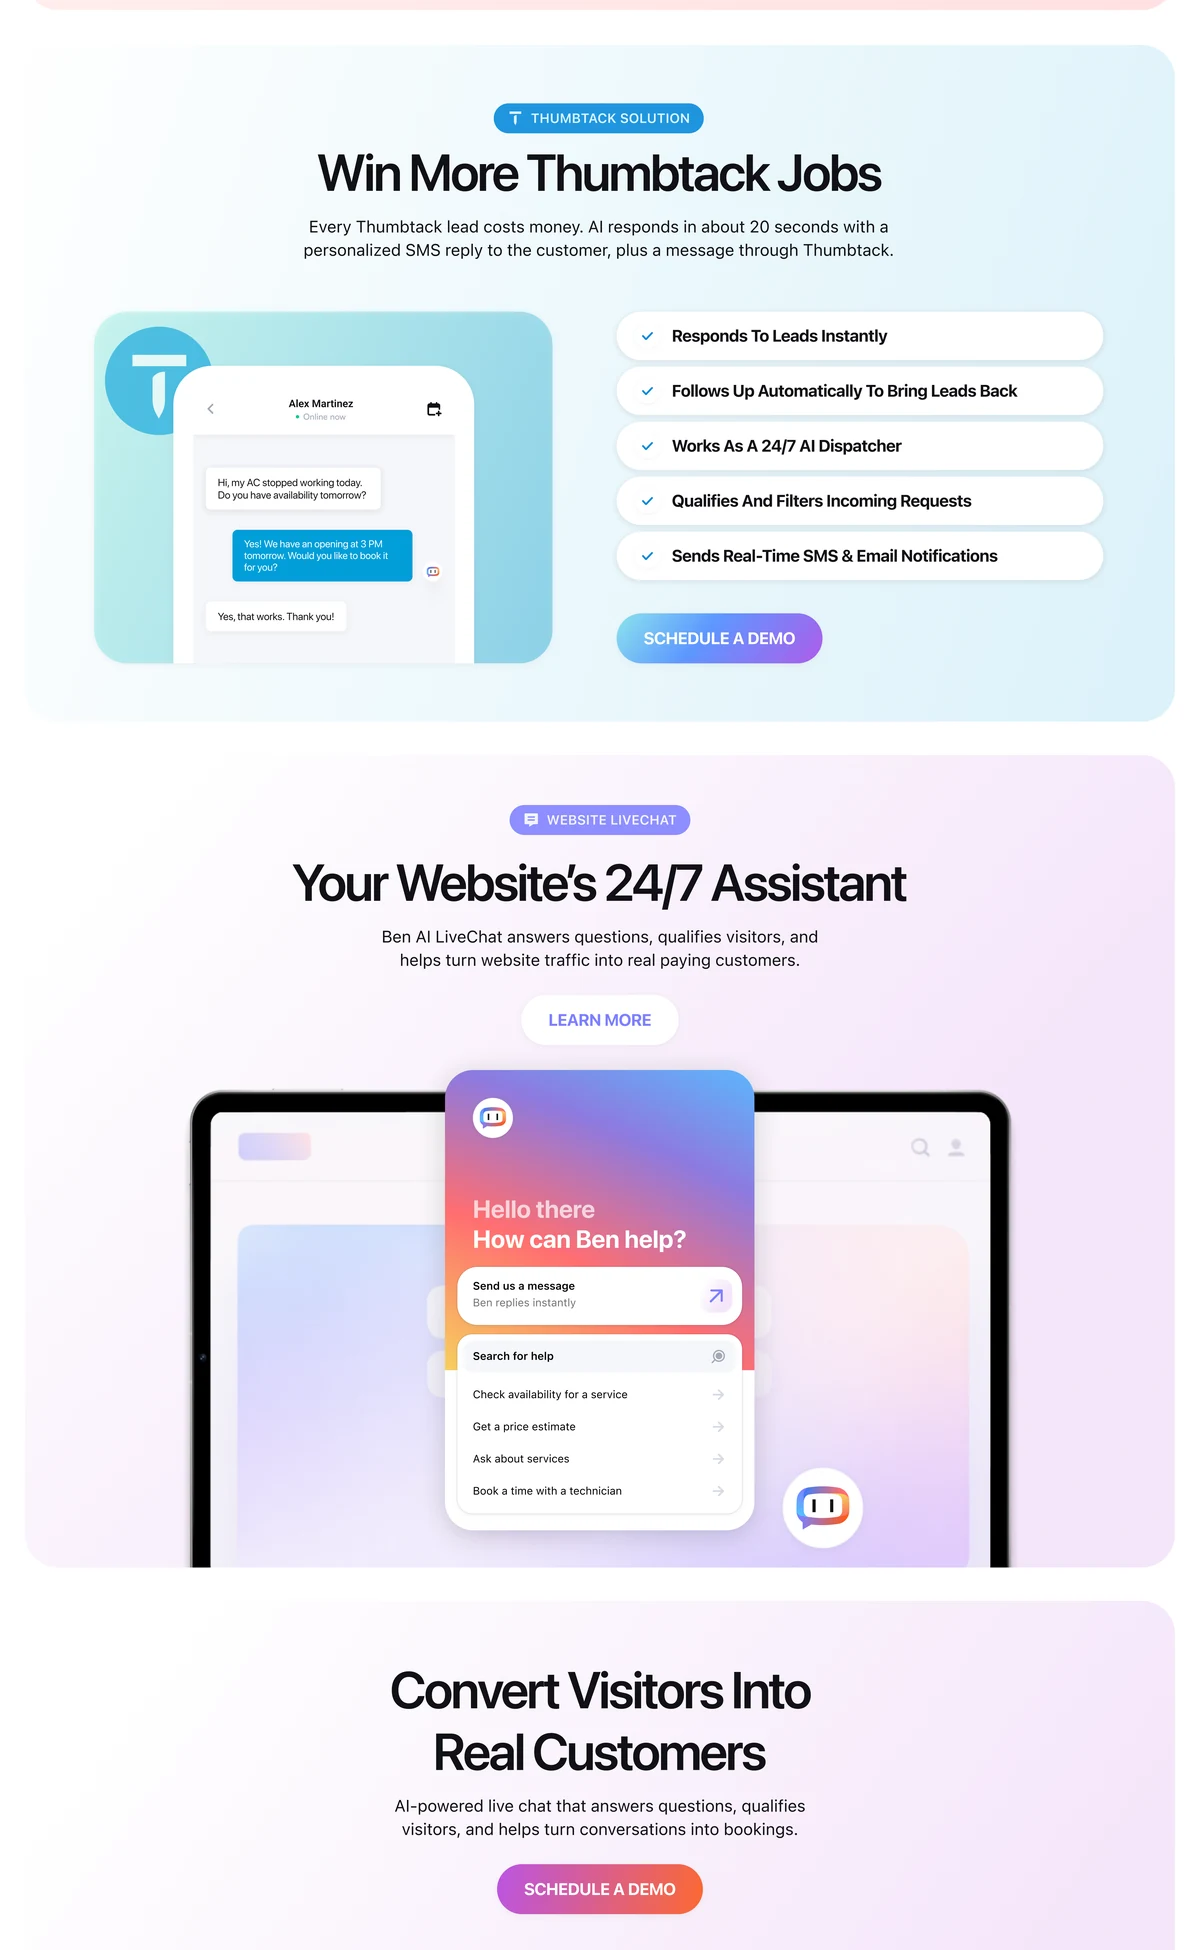 THUMBTACK SOLUTION
Win More Thumbtack Jobs
Every Thumbtack lead costs money. AI responds in about 20 seconds with a
personalized SMS reply to the customer, plus a message through Thumbtack.
Alex Martinez
Online now
Hi, my AC stopped working today.
Do you have availability tomorrow?
Yes! We have an opening at 3 PM
tomorrow. Would you like to book it
for you?
Yes, that works. Thank you!
Responds To Leads Instantly
Follows Up Automatically To Bring Leads Back
Works As A 24/7 AI Dispatcher
Qualifies And Filters Incoming Requests
Sends Real-Time SMS & Email Notifications
SCHEDULE A DEMO
WEBSITE LIVECHAT
Your Website’s 24/7 Assistant
Ben AI LiveChat answers questions, qualifies visitors, and
helps turn website traffic into real paying customers.
LEARN MORE
Hello there
How can Ben help?
Send us a message
Ben replies instantly
Search for help
Check availability for a service
Get a price estimate
Ask about services
Book a time with a technician
Convert Visitors Into
Real Customers
AI-powered live chat that answers questions, qualifies
visitors, and helps turn conversations into bookings.
SCHEDULE A DEMO